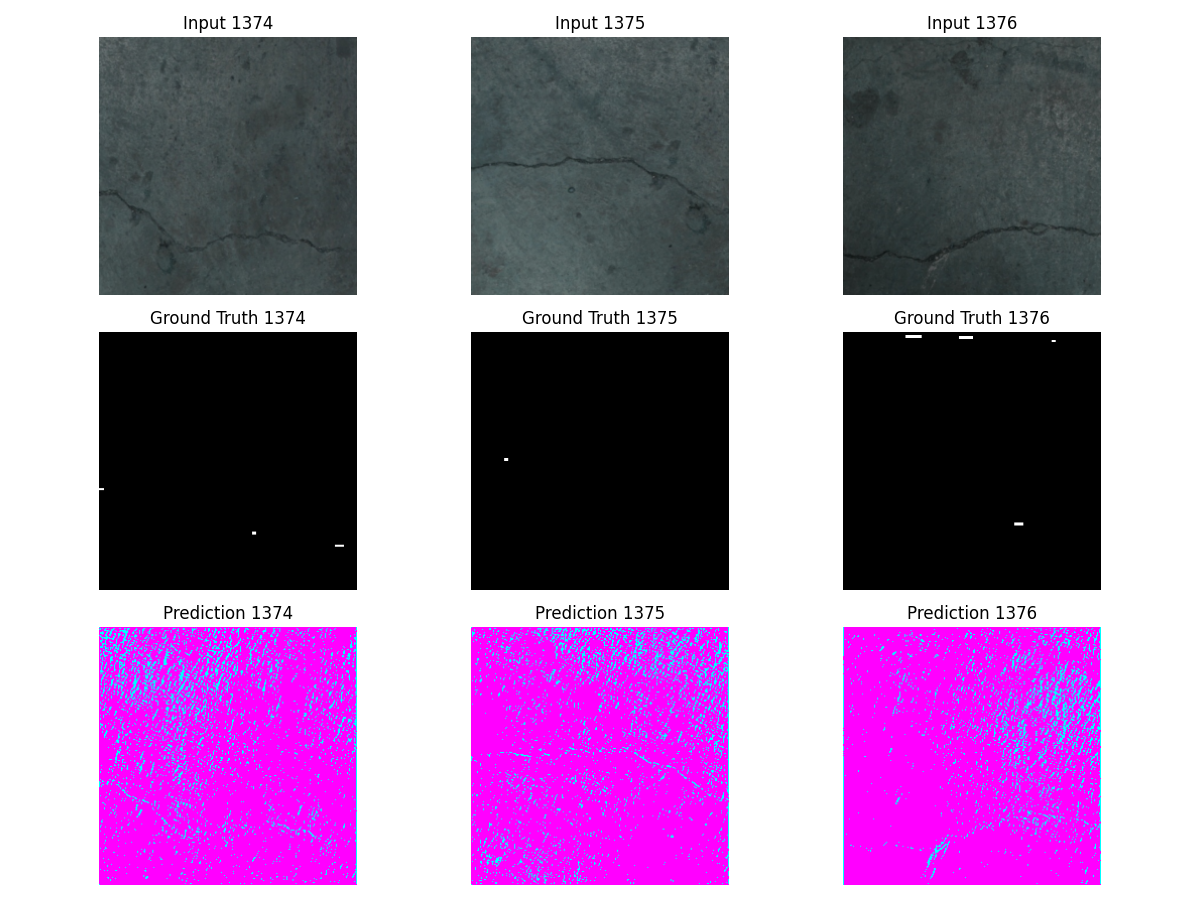 Input 1374
Input 1375
Input 1376
Ground Truth 1374
Ground Truth 1375
Ground Truth 1376
Prediction 1374
Prediction 1375
Prediction 1376